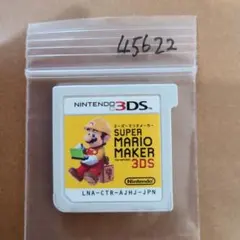 45622
NINTENDO 3DS
スーパーマリオメーカー
SUPER
MARIO
MAKER
3DS
Nintendo
LNA-CTR-AJHJ-JPN